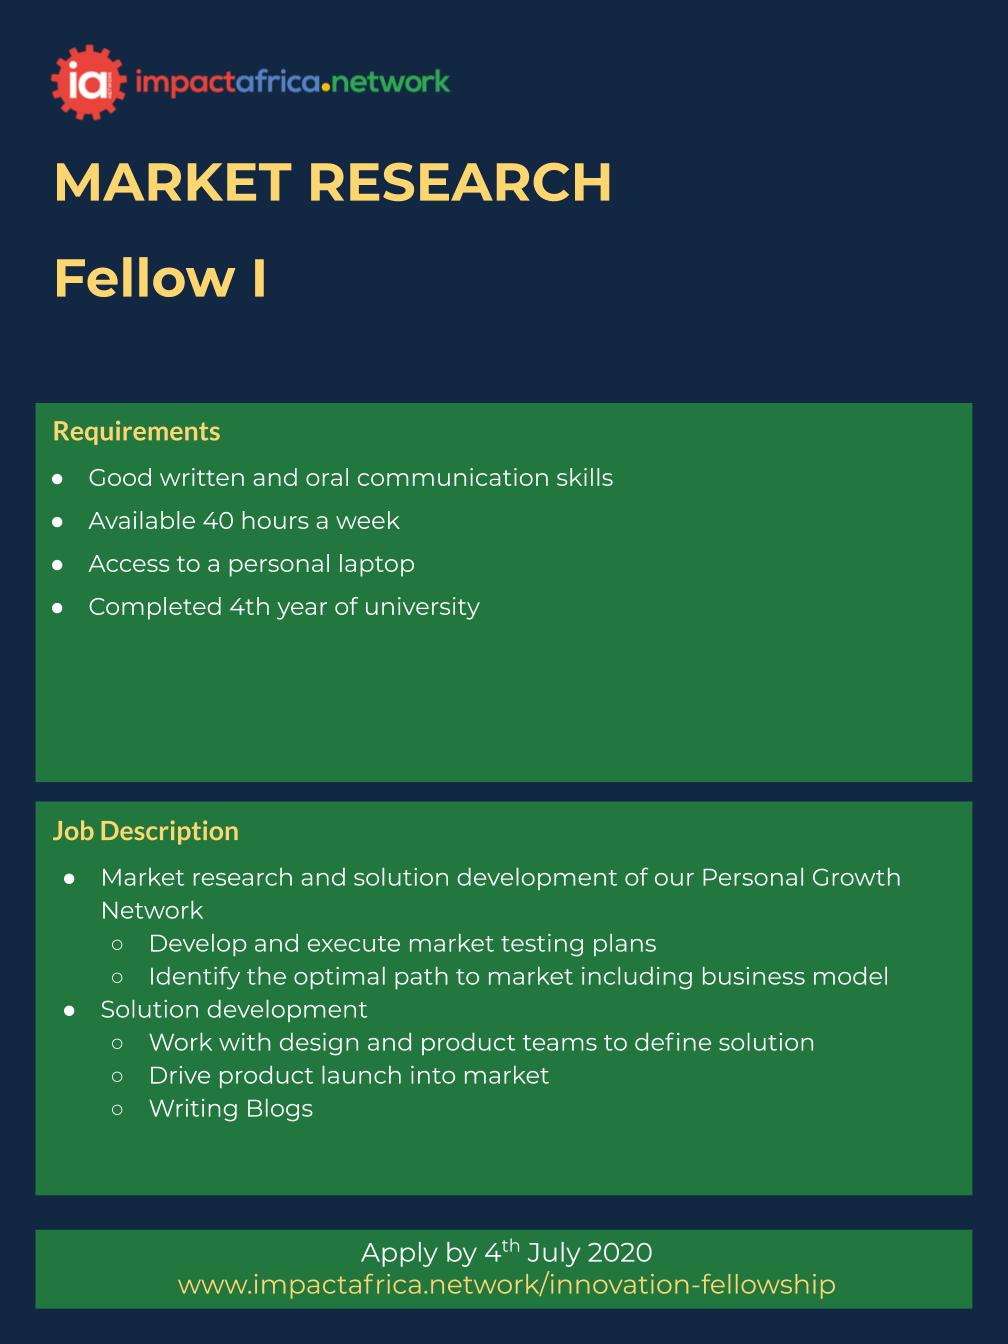 ia impactafrica.network
MARKET RESEARCH
Fellow I
Requirements
● Good written and oral communication skills
● Available 40 hours a week
● Access to a personal laptop
● Completed 4th year of university
Job Description
● Market research and solution development of our Personal Growth
Network
○ Develop and execute market testing plans
○ Identify the optimal path to market including business model
● Solution development
○ Work with design and product teams to define solution
○ Drive product launch into market
○ Writing Blogs
Apply by 4th July 2020
www.impactafrica.network/innovation-fellowship